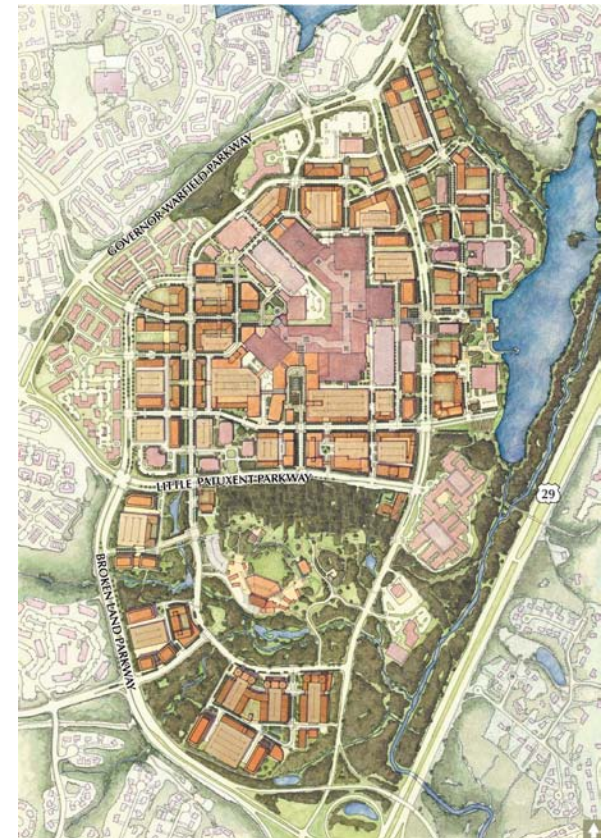 GOVERNOR WARFIELD PARKWAY
LITTLE PATUXENT PARKWAY
29
BROKEN LAND PARKWAY